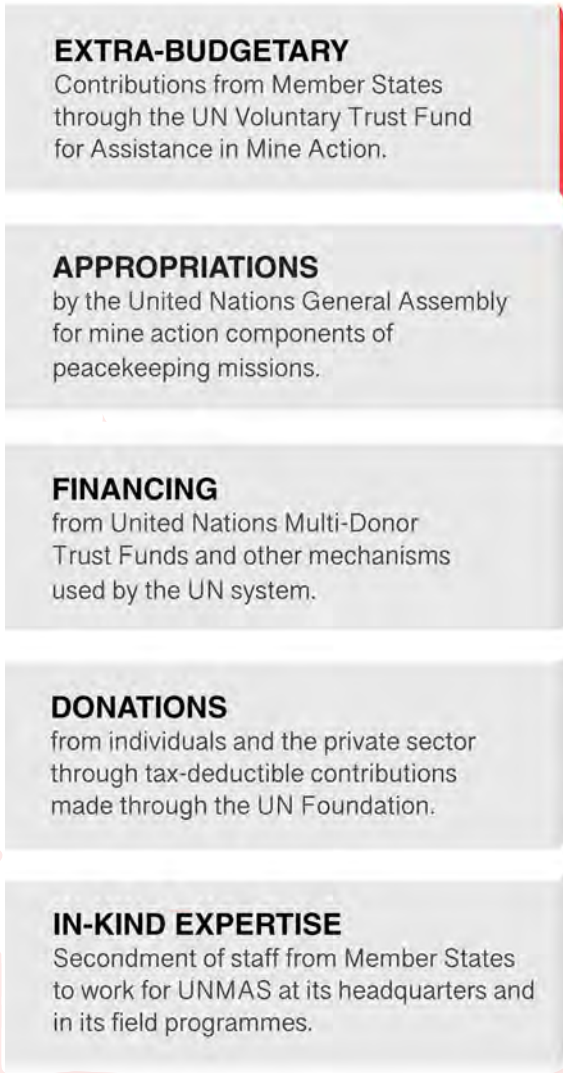 EXTRA-BUDGETARY
Contributions from Member States
through the UN Voluntary Trust Fund
for Assistance in Mine Action.
APPROPRIATIONS
by the United Nations General Assembly
for mine action components of
peacekeeping missions.
FINANCING
from United Nations Multi-Donor
Trust Funds and other mechanisms
used by the UN system.
DONATIONS
from individuals and the private sector
through tax-deductible contributions
made through the UN Foundation.
IN-KIND EXPERTISE
Secondment of staff from Member States
to work for UNMAS at its headquarters and
in its field programmes.